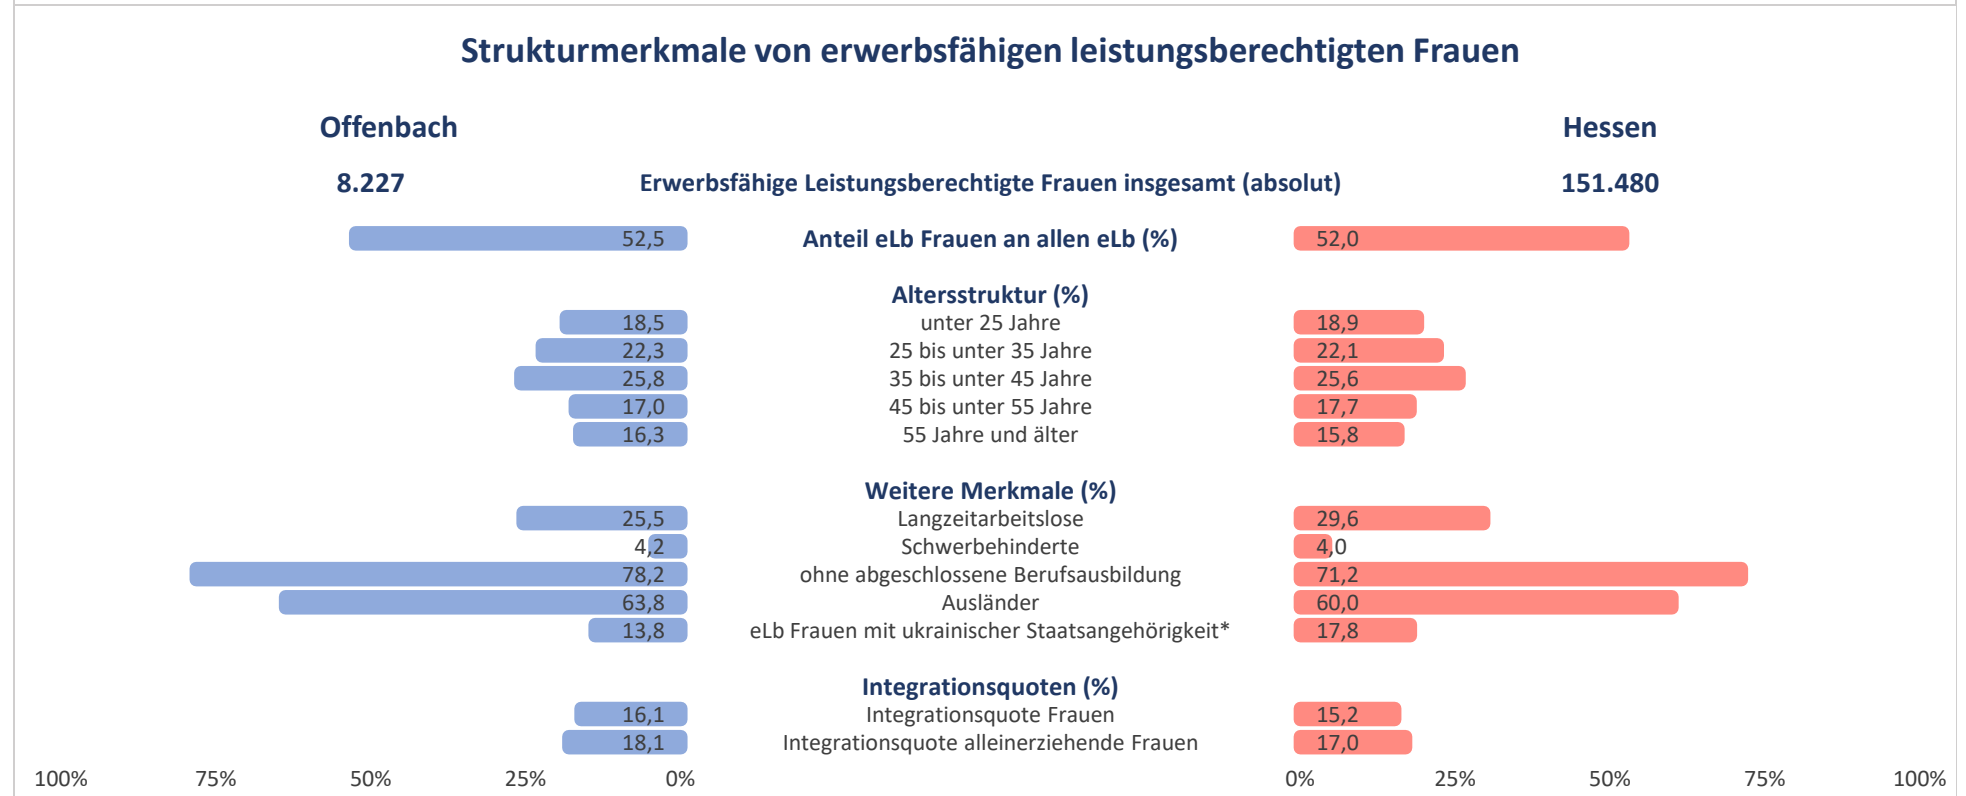 Strukturmerkmale von erwerbsfähigen leistungsberechtigten Frauen
Offenbach Hessen
8.227 Erwerbsfähige Leistungsberechtigte Frauen insgesamt (absolut) 151.480
52,5 Anteil eLb Frauen an allen eLb (%) 52,0
Altersstruktur (%)
18,5 unter 25 Jahre 18,9
22,3 25 bis unter 35 Jahre 22,1
25,8 35 bis unter 45 Jahre 25,6
17,0 45 bis unter 55 Jahre 17,7
16,3 55 Jahre und älter 15,8
Weitere Merkmale (%)
25,5 Langzeitarbeitslose 29,6
4,2 Schwerbehinderte 4,0
78,2 ohne abgeschlossene Berufsausbildung 71,2
63,8 Ausländer 60,0
13,8 eLb Frauen mit ukrainischer Staatsangehörigkeit* 17,8
Integrationsquoten (%)
16,1 Integrationsquote Frauen 15,2
18,1 Integrationsquote alleinerziehende Frauen 17,0
100% 75% 50% 25% 0% 0% 25% 50% 75% 100%